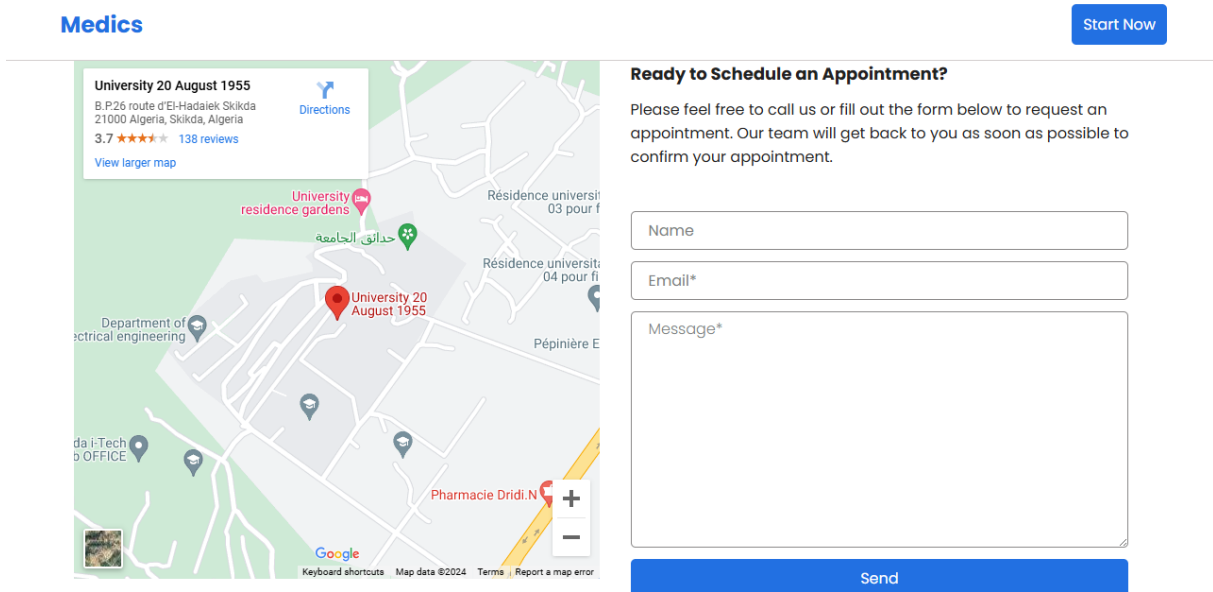 Medics
Start Now
University 20 August 1955
B.P.26 route d'El-Hadaiek Skikda
21000 Algeria, Skikda, Algeria
3.7
138 reviews
View larger map
Directions
University
residence gardens
Résidence universit
03 pour f
حدائق الجامعة
Résidence universita
04 pour fi
University 20
August 1955
Department of
ectrical engineering
Pépinière E
da i-Tech
b OFFICE
Pharmacie Dridi.N
+
−
Google
Keyboard shortcuts Map data ©2024 Terms Report a map error
Ready to Schedule an Appointment?
Please feel free to call us or fill out the form below to request an
appointment. Our team will get back to you as soon as possible to
confirm your appointment.
Name
Email*
Message*
Send